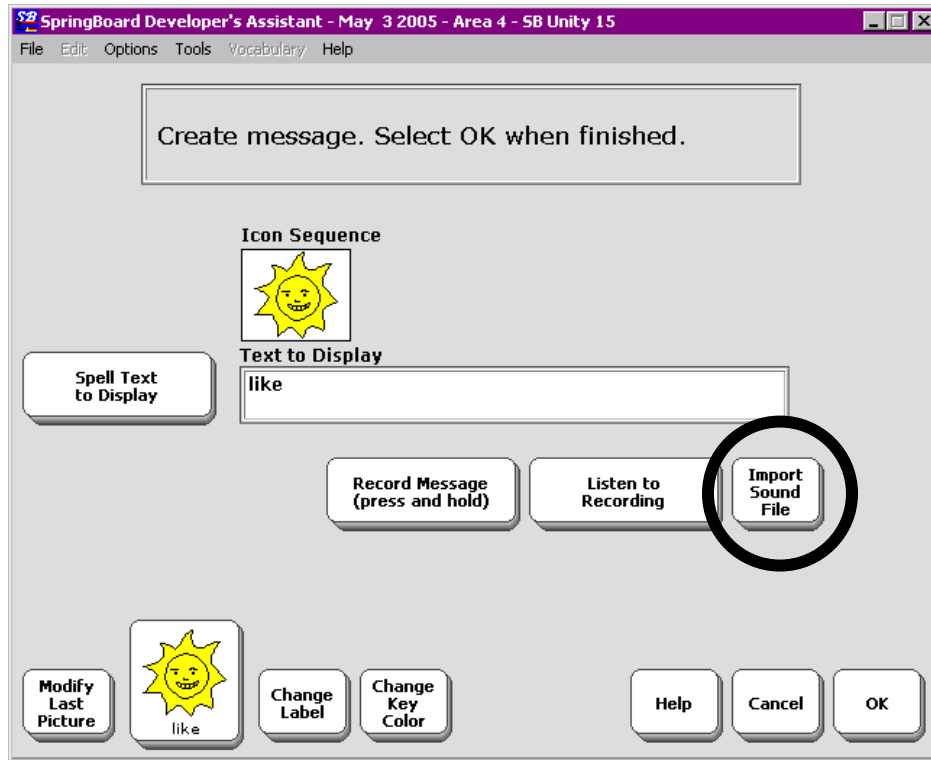 SB SpringBoard Developer's Assistant - May 3 2005 - Area 4 - SB Unity 15
File Edit Options Tools Vocabulary Help
Create message. Select OK when finished.
Icon Sequence
Text to Display
Spell Text
to Display
like
Record Message
(press and hold)
Listen to
Recording
Import
Sound
File
Modify
Last
Picture
like
Change
Label
Change
Key
Color
Help
Cancel
OK